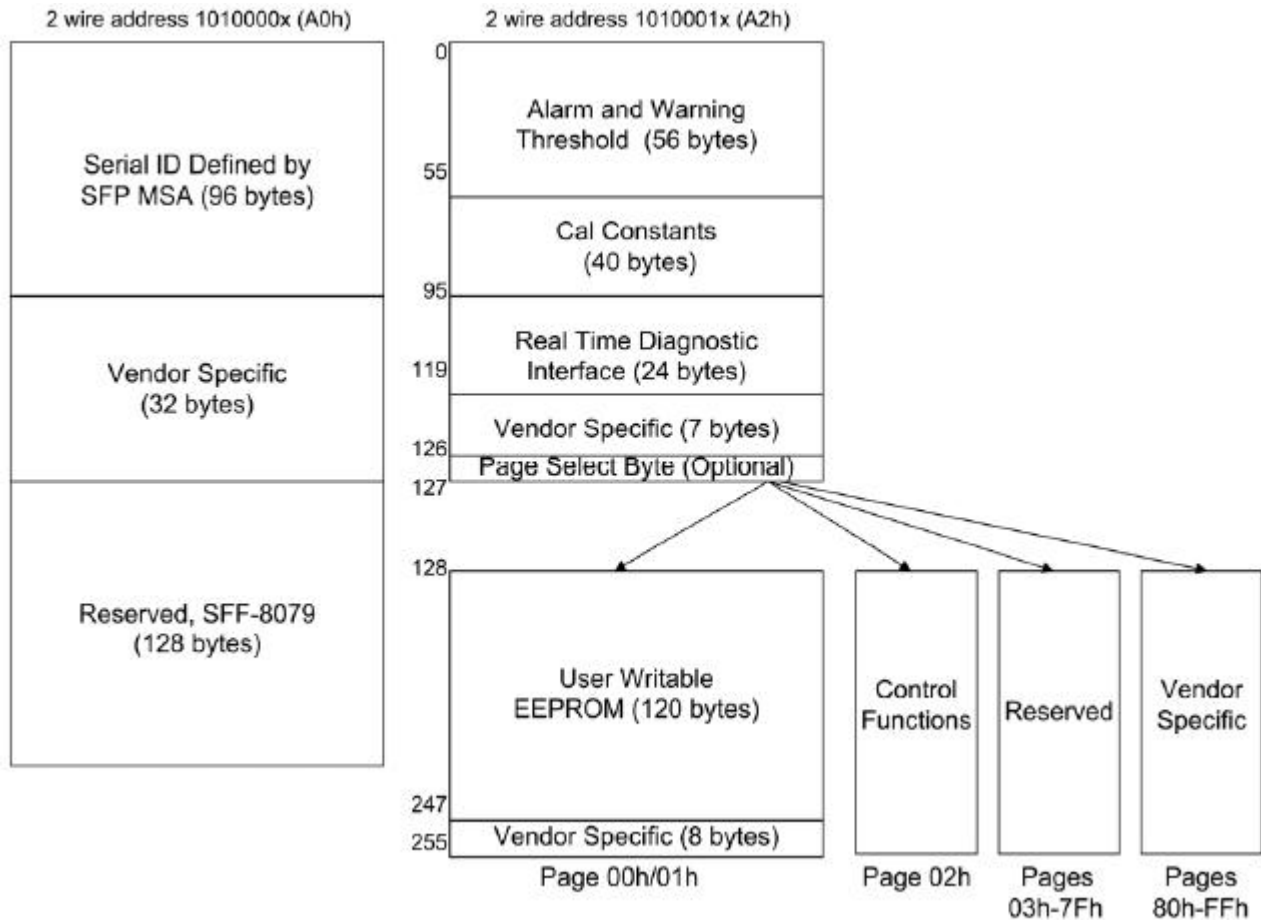 2 wire address 1010000x (A0h)
Serial ID Defined by
SFP MSA (96 bytes)
Vendor Specific
(32 bytes)
Reserved, SFF-8079
(128 bytes)
2 wire address 1010001x (A2h)
0
Alarm and Warning
Threshold (56 bytes)
55
Cal Constants
(40 bytes)
95
Real Time Diagnostic
Interface (24 bytes)
119
Vendor Specific (7 bytes)
126
Page Select Byte (Optional)
127
128
User Writable
EEPROM (120 bytes)
247
Vendor Specific (8 bytes)
255
Page 00h/01h
Control
Functions
Page 02h
Reserved
Pages
03h-7Fh
Vendor
Specific
Pages
80h-FFh